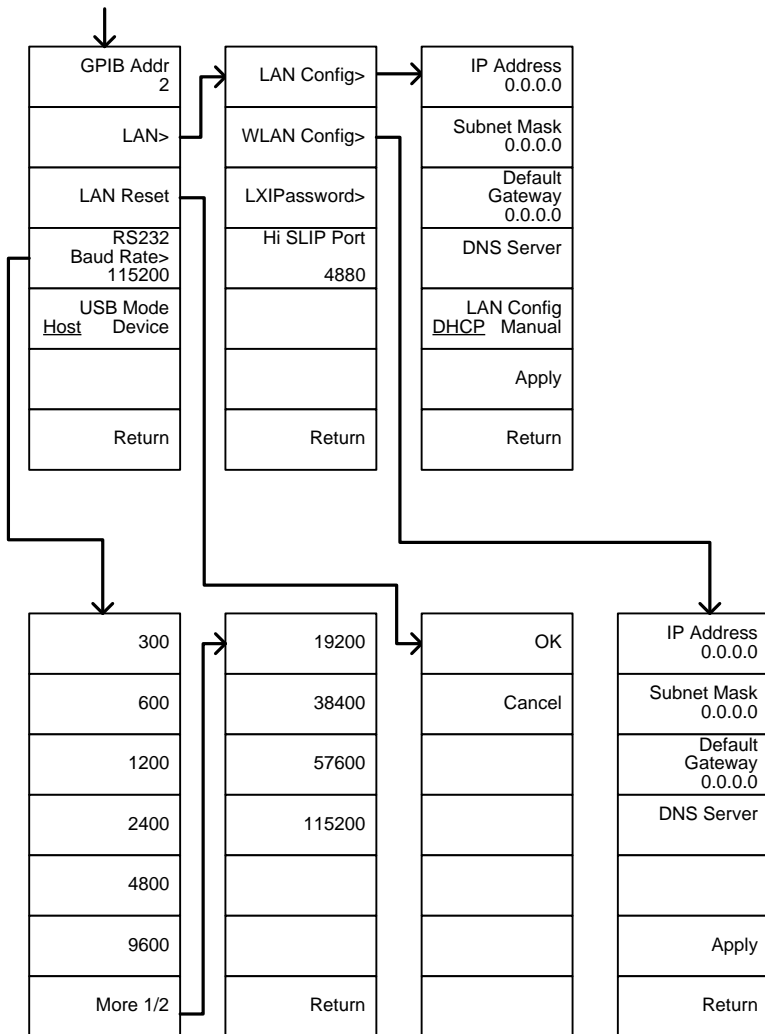 GPIB Addr
2
LAN>
LAN Reset
RS232
Baud Rate>
115200
USB Mode
Host Device
Return
LAN Config>
WLAN Config>
LXIPassword>
Hi SLIP Port
4880
Return
IP Address
0.0.0.0
Subnet Mask
0.0.0.0
Default
Gateway
0.0.0.0
DNS Server
LAN Config
DHCP Manual
Apply
Return
300
600
1200
2400
4800
9600
More 1/2
19200
38400
57600
115200
Return
OK
Cancel
IP Address
0.0.0.0
Subnet Mask
0.0.0.0
Default
Gateway
0.0.0.0
DNS Server
Apply
Return